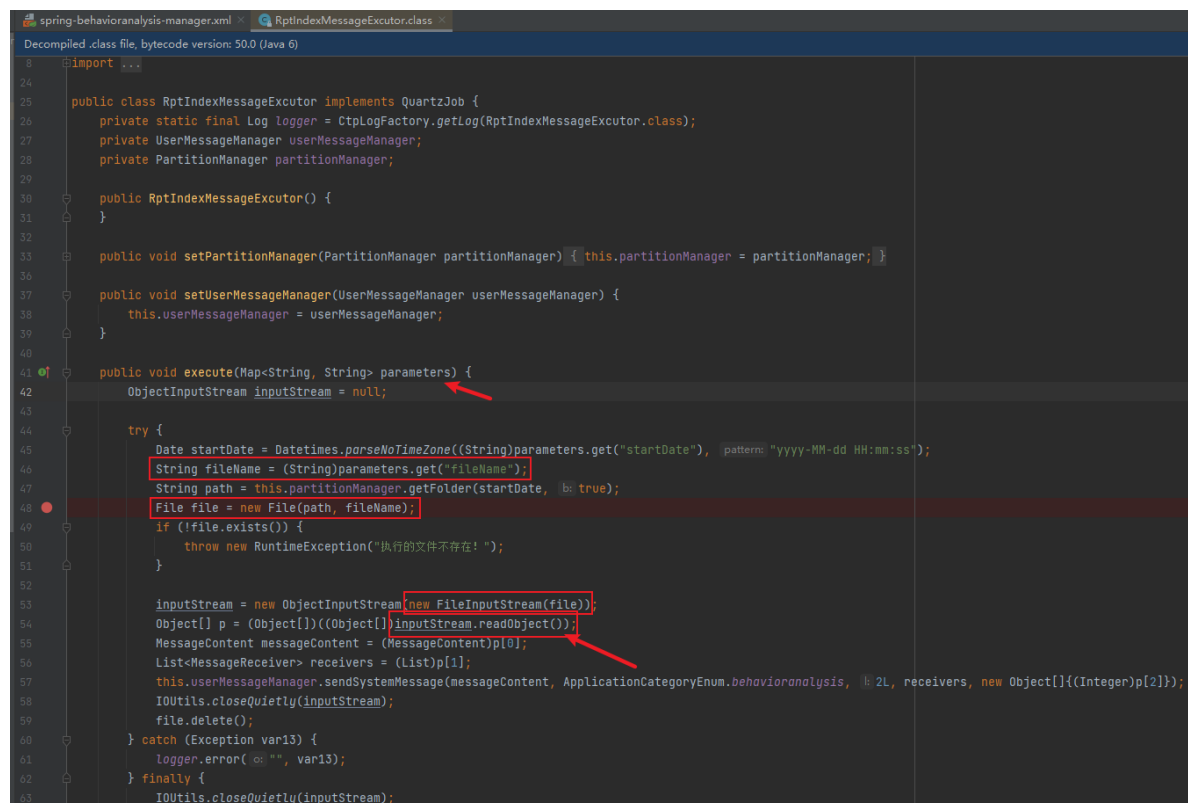 spring-behavioranalysis-manager.xml × RptIndexMessageExcutor.class ×
Decompiled .class file, bytecode version: 50.0 (Java 6)
8 import ...
24
25 public class RptIndexMessageExcutor implements QuartzJob {
26 private static final Log logger = CtpLogFactory.getLog(RptIndexMessageExcutor.class);
27 private UserMessageManager userMessageManager;
28 private PartitionManager partitionManager;
29
30 public RptIndexMessageExcutor() {
31 }
32
33 public void setPartitionManager(PartitionManager partitionManager) { this.partitionManager = partitionManager; }
36
37 public void setUserMessageManager(UserMessageManager userMessageManager) {
38 this.userMessageManager = userMessageManager;
39 }
40
41 public void execute(Map<String, String> parameters) {
42 ObjectInputStream inputStream = null;
43
44 try {
45 Date startDate = Datetimes.parseNoTimeZone((String)parameters.get("startDate"), pattern: "yyyy-MM-dd HH:mm:ss");
46 String fileName = (String)parameters.get("fileName");
47 String path = this.partitionManager.getFolder(startDate, b: true);
48 File file = new File(path, fileName);
49 if (!file.exists()) {
50 throw new RuntimeException("执行的文件不存在！");
51 }
52
53 inputStream = new ObjectInputStream(new FileInputStream(file));
54 Object[] p = (Object[])((Object[])inputStream.readObject());
55 MessageContent messageContent = (MessageContent)p[0];
56 List<MessageReceiver> receivers = (List)p[1];
57 this.userMessageManager.sendSystemMessage(messageContent, ApplicationCategoryEnum.behavioranalysis, l: 2L, receivers, new Object[]{(Integer)p[2]});
58 IOUtils.closeQuietly(inputStream);
59 file.delete();
60 } catch (Exception var13) {
61 logger.error( o: "", var13);
62 } finally {
63 IOUtils.closeQuietly(inputStream);